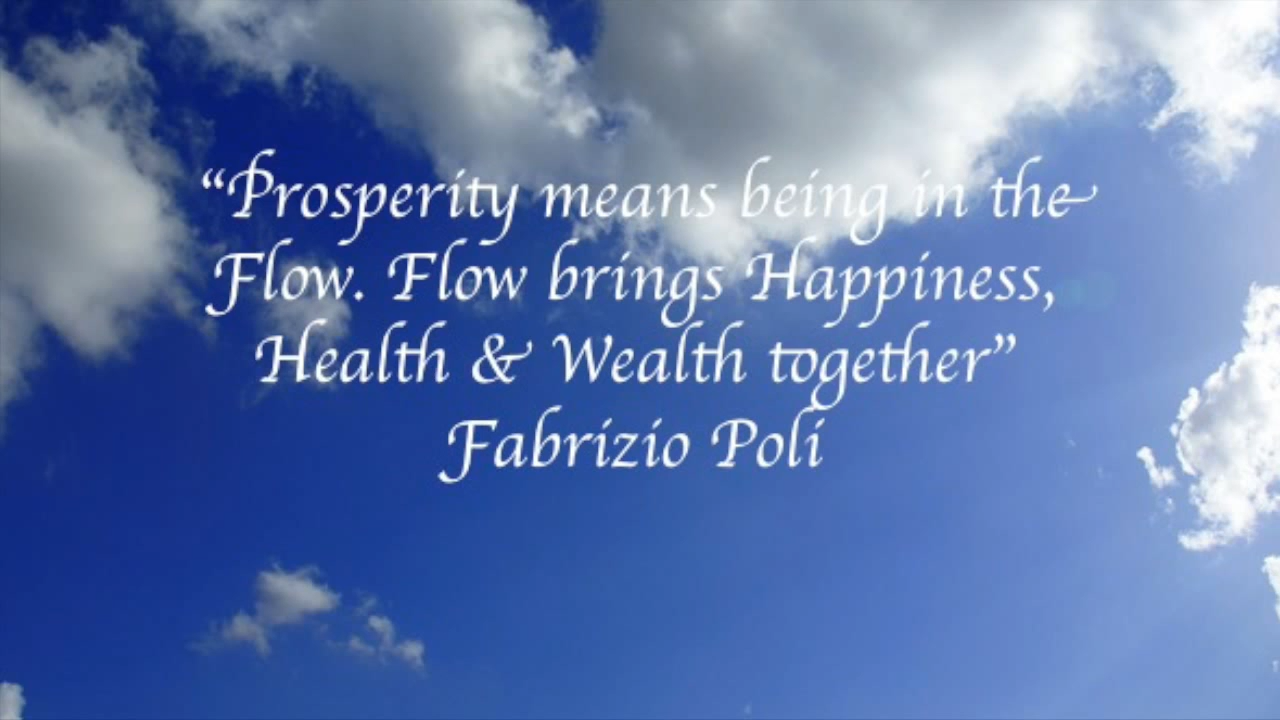 “Prosperity means being in the
Flow. Flow brings Happiness,
Health & Wealth together”
Fabrizio Poli